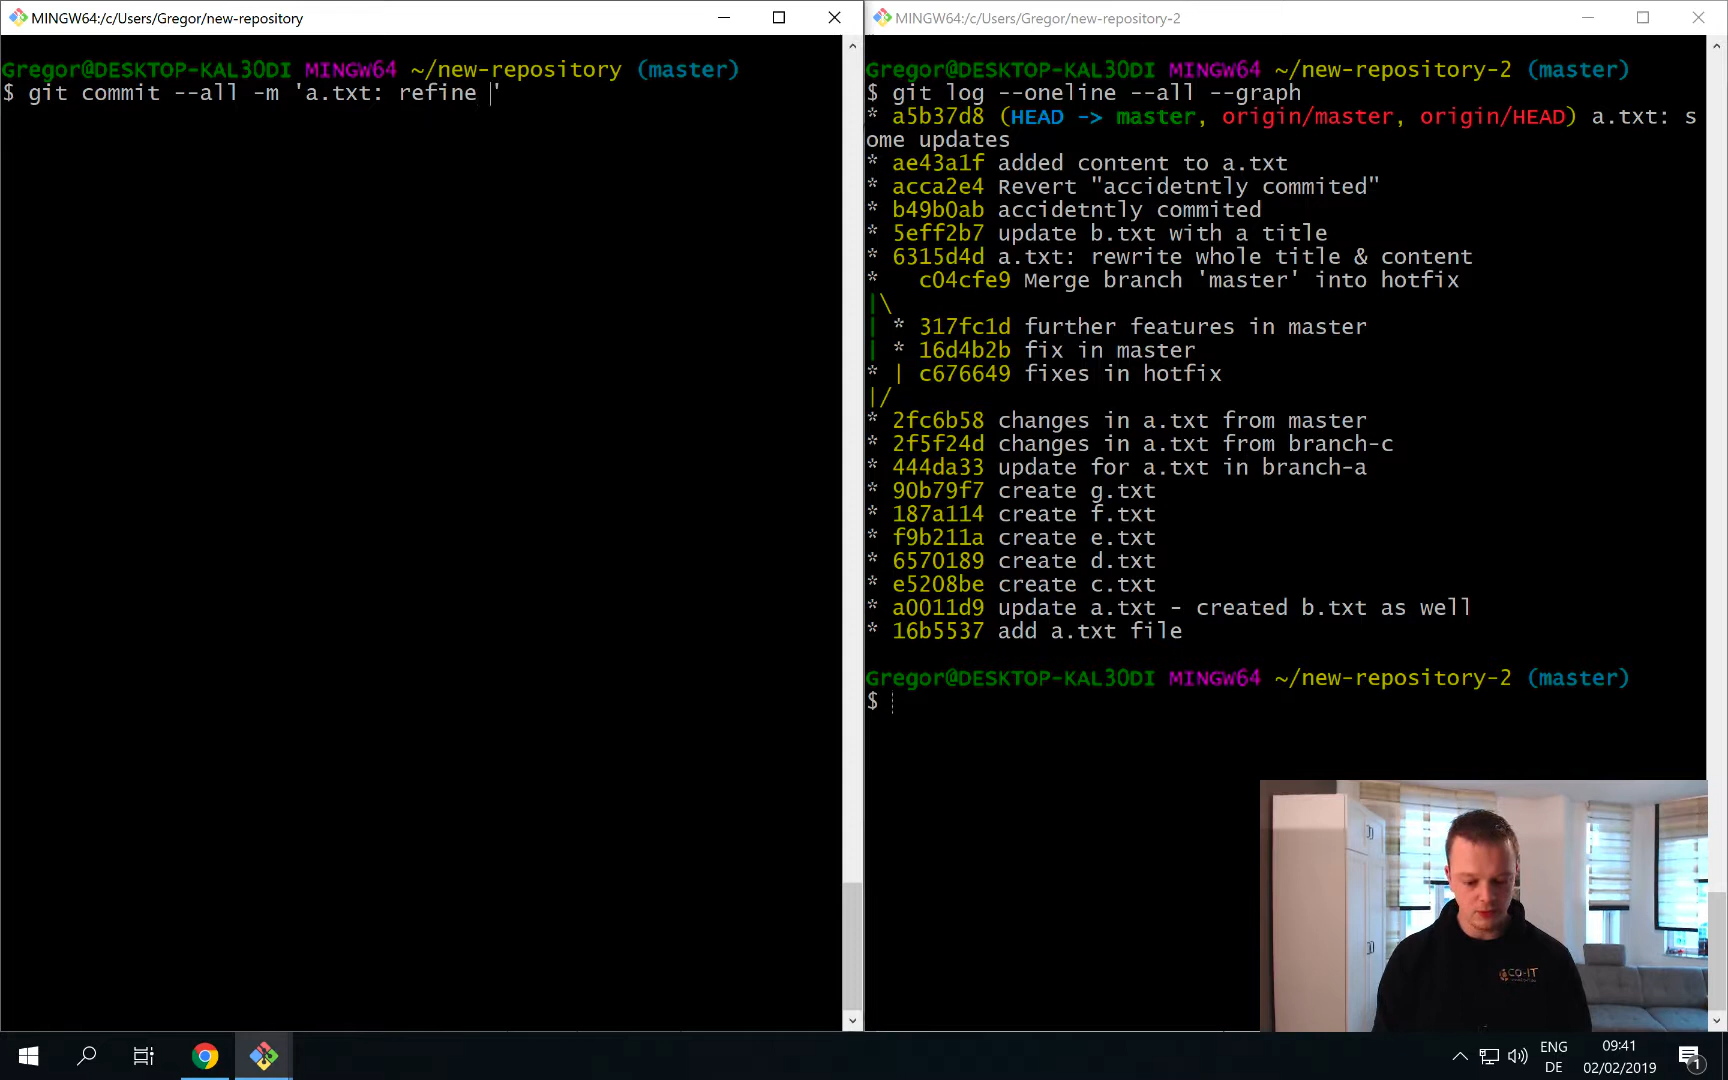 MINGW64:/c/Users/Gregor/new-repository
Gregor@DESKTOP-KAL30DI MINGW64 ~/new-repository (master)
$ git commit --all -m 'a.txt: refine '
MINGW64:/c/Users/Gregor/new-repository-2
Gregor@DESKTOP-KAL30DI MINGW64 ~/new-repository-2 (master)
$ git log --oneline --all --graph
* a5b37d8 (HEAD -> master, origin/master, origin/HEAD) a.txt: s
ome updates
* ae43a1f added content to a.txt
* acca2e4 Revert "accidetntly commited"
* b49b0ab accidetntly commited
* 5eff2b7 update b.txt with a title
* 6315d4d a.txt: rewrite whole title & content
*   c04cfe9 Merge branch 'master' into hotfix
|\
| * 317fc1d further features in master
| * 16d4b2b fix in master
* | c676649 fixes in hotfix
|/
* 2fc6b58 changes in a.txt from master
* 2f5f24d changes in a.txt from branch-c
* 444da33 update for a.txt in branch-a
* 90b79f7 create g.txt
* 187a114 create f.txt
* f9b211a create e.txt
* 6570189 create d.txt
* e5208be create c.txt
* a0011d9 update a.txt - created b.txt as well
* 16b5537 add a.txt file
Gregor@DESKTOP-KAL30DI MINGW64 ~/new-repository-2 (master)
$
CO-IT
ENG
DE
09:41
02/02/2019
1